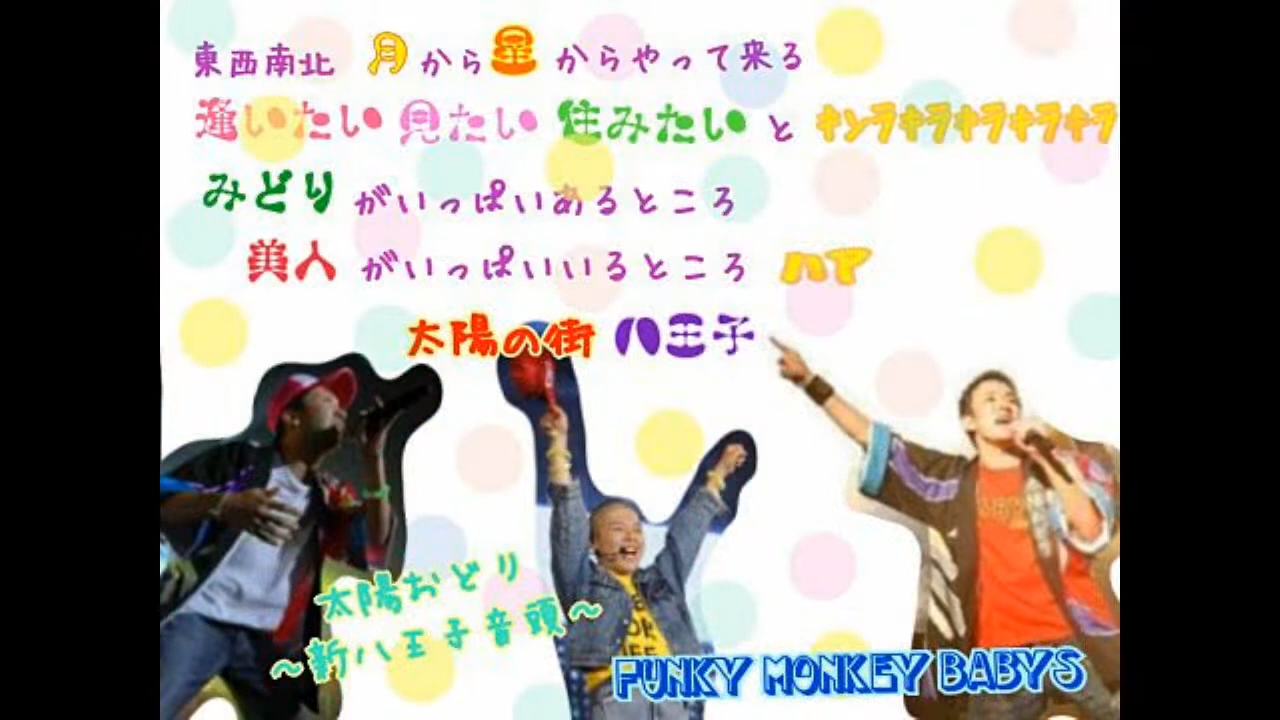 東西南北 月から星からやって来る
逢いたい 見たい 住みたい と キンラキラキラキラキラ
みどり がいっぱいあるところ
美人 がいっぱいいるところ ハア
太陽の街 八王子
太陽おどり
~新八王子音頭~
FUNKY MONKEY BABYS